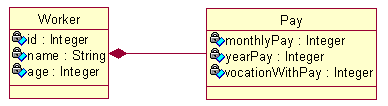 Worker
id : Integer
name : String
age : Integer
Pay
monthlyPay : Integer
yearPay : Integer
vocationWithPay : Integer